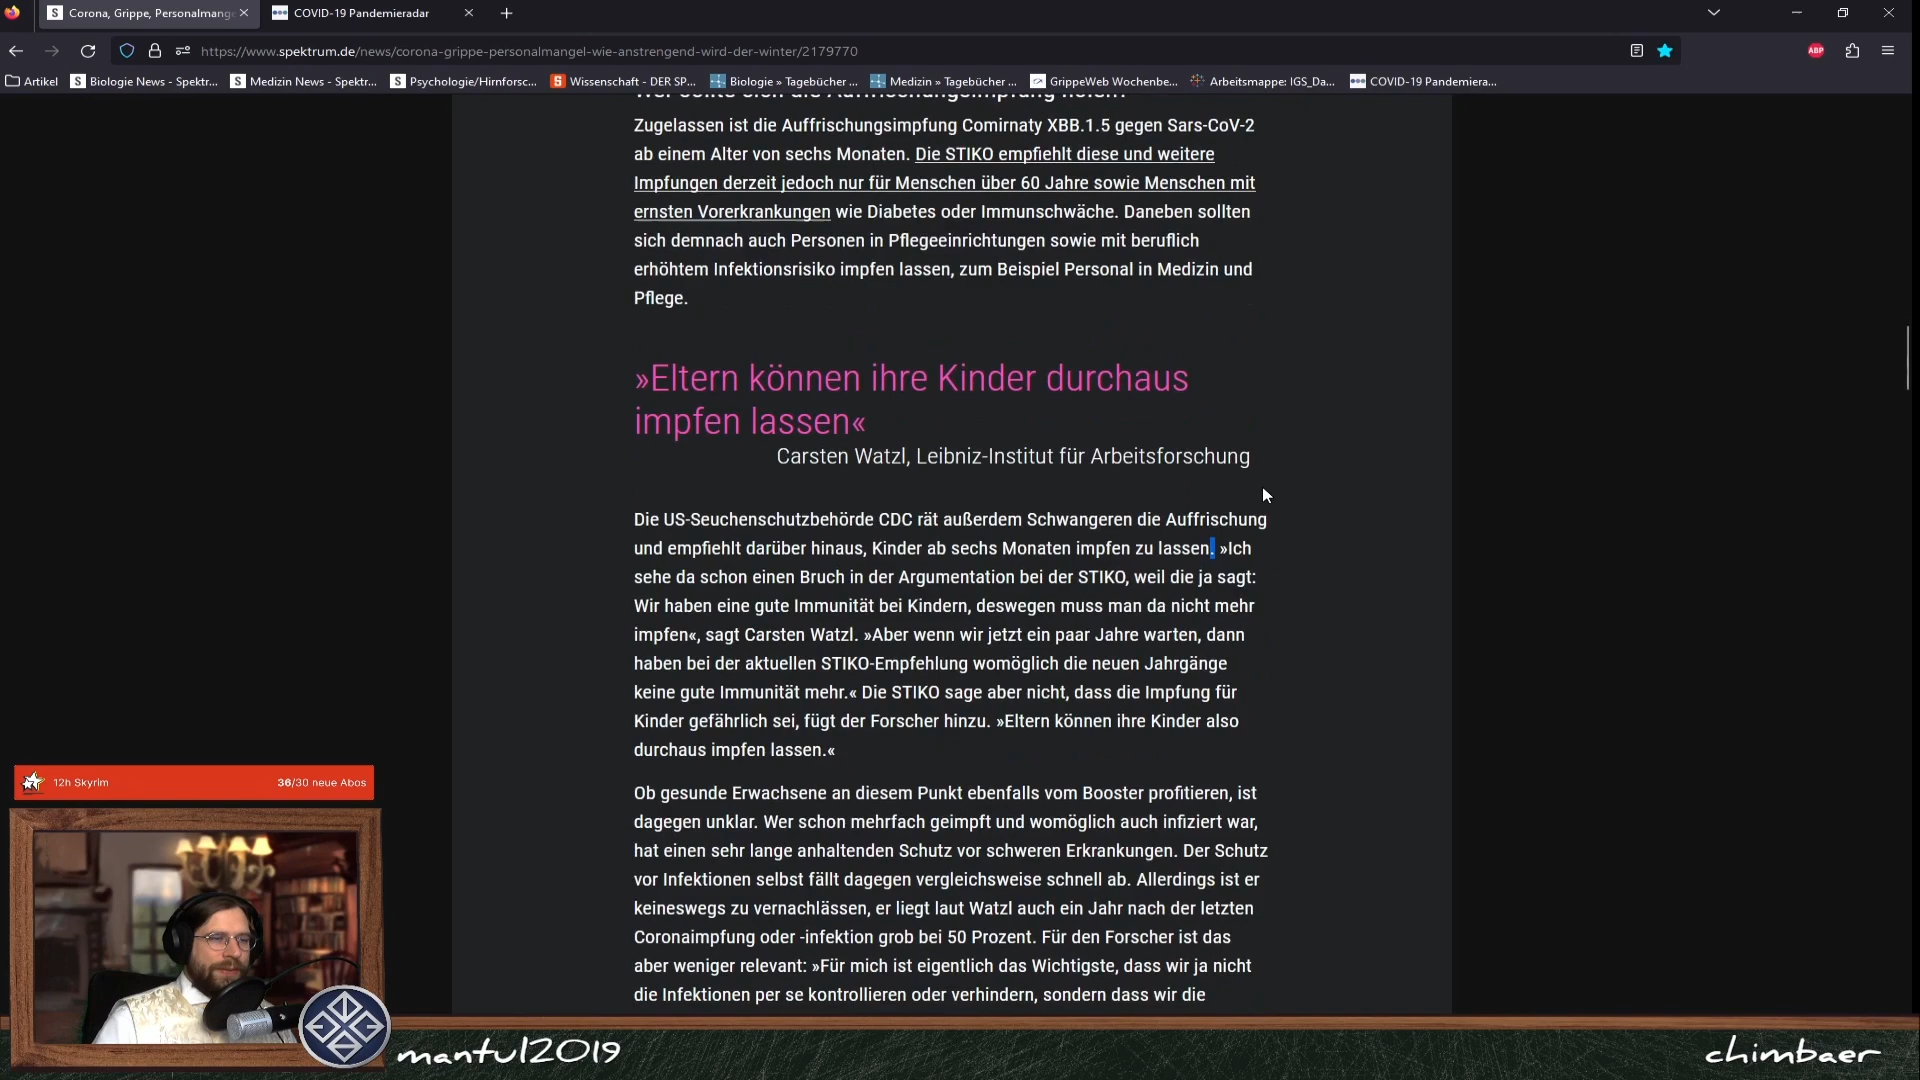 Corona, Grippe, Personalmange
COVID-19 Pandemieradar
https://www.spektrum.de/news/corona-grippe-personalmangel-wie-anstrengend-wird-der-winter/2179770
ABP
Artikel
S Biologie News - Spektr...
S Medizin News - Spektr...
S Psychologie/Hirnforsc...
S Wissenschaft - DER SP...
Biologie » Tagebücher ...
Medizin » Tagebücher ...
GrippeWeb Wochenbe...
Arbeitsmappe: IGS_Da...
COVID-19 Pandemiera...
Wer sollte sich die Auffrischungsimpfung holen?
Zugelassen ist die Auffrischungsimpfung Comirnaty XBB.1.5 gegen Sars-CoV-2
ab einem Alter von sechs Monaten. Die STIKO empfiehlt diese und weitere
Impfungen derzeit jedoch nur für Menschen über 60 Jahre sowie Menschen mit
ernsten Vorerkrankungen wie Diabetes oder Immunschwäche. Daneben sollten
sich demnach auch Personen in Pflegeeinrichtungen sowie mit beruflich
erhöhtem Infektionsrisiko impfen lassen, zum Beispiel Personal in Medizin und
Pflege.
»Eltern können ihre Kinder durchaus
impfen lassen«
Carsten Watzl, Leibniz-Institut für Arbeitsforschung
Die US-Seuchenschutzbehörde CDC rät außerdem Schwangeren die Auffrischung
und empfiehlt darüber hinaus, Kinder ab sechs Monaten impfen zu lassen. »Ich
sehe da schon einen Bruch in der Argumentation bei der STIKO, weil die ja sagt:
Wir haben eine gute Immunität bei Kindern, deswegen muss man da nicht mehr
impfen«, sagt Carsten Watzl. »Aber wenn wir jetzt ein paar Jahre warten, dann
haben bei der aktuellen STIKO-Empfehlung womöglich die neuen Jahrgänge
keine gute Immunität mehr.« Die STIKO sage aber nicht, dass die Impfung für
Kinder gefährlich sei, fügt der Forscher hinzu. »Eltern können ihre Kinder also
durchaus impfen lassen.«
Ob gesunde Erwachsene an diesem Punkt ebenfalls vom Booster profitieren, ist
dagegen unklar. Wer schon mehrfach geimpft und womöglich auch infiziert war,
hat einen sehr lange anhaltenden Schutz vor schweren Erkrankungen. Der Schutz
vor Infektionen selbst fällt dagegen vergleichsweise schnell ab. Allerdings ist er
keineswegs zu vernachlässen, er liegt laut Watzl auch ein Jahr nach der letzten
Coronaimpfung oder -infektion grob bei 50 Prozent. Für den Forscher ist das
aber weniger relevant: »Für mich ist eigentlich das Wichtigste, dass wir ja nicht
die Infektionen per se kontrollieren oder verhindern, sondern dass wir die
12h Skyrim
36/30 neue Abos
mantul2019
chimbaer